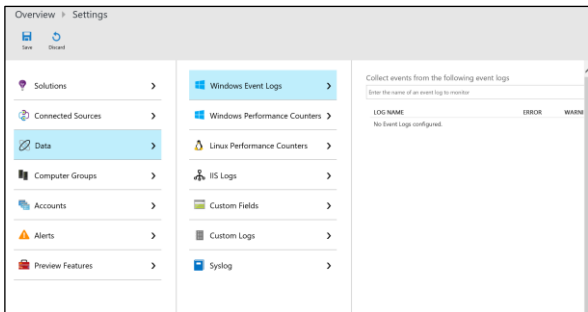 Overview ▸ Settings
Save Discard
Solutions
Connected Sources
Data
Computer Groups
Accounts
Alerts
Preview Features
Windows Event Logs
Windows Performance Counters
Linux Performance Counters
IIS Logs
Custom Fields
Custom Logs
Syslog
Collect events from the following event logs
Enter the name of an event log to monitor
LOG NAME ERROR WARNI
No Event Logs configured.